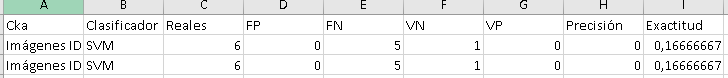 A B C D E F G H I
Cka Clasificador Reales FP FN VN VP Precisión Exactitud
Imágenes ID SVM 6 0 5 1 0 0 0,16666667
Imágenes ID SVM 6 0 5 1 0 0 0,16666667